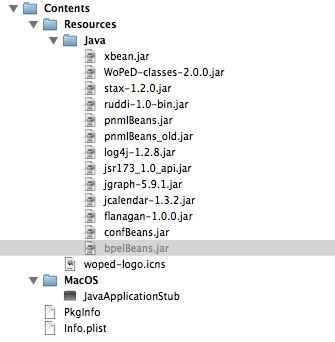 Contents
Resources
Java
xbean.jar
WoPeD-classes-2.0.0.jar
stax-1.2.0.jar
ruddi-1.0-bin.jar
pnmlBeans.jar
pnmlBeans_old.jar
log4j-1.2.8.jar
jsr173_1.0_api.jar
jgraph-5.9.1.jar
jcalendar-1.3.2.jar
flanagan-1.0.0.jar
confBeans.jar
bpelBeans.jar
woped-logo.icns
MacOS
JavaApplicationStub
PkgInfo
Info.plist